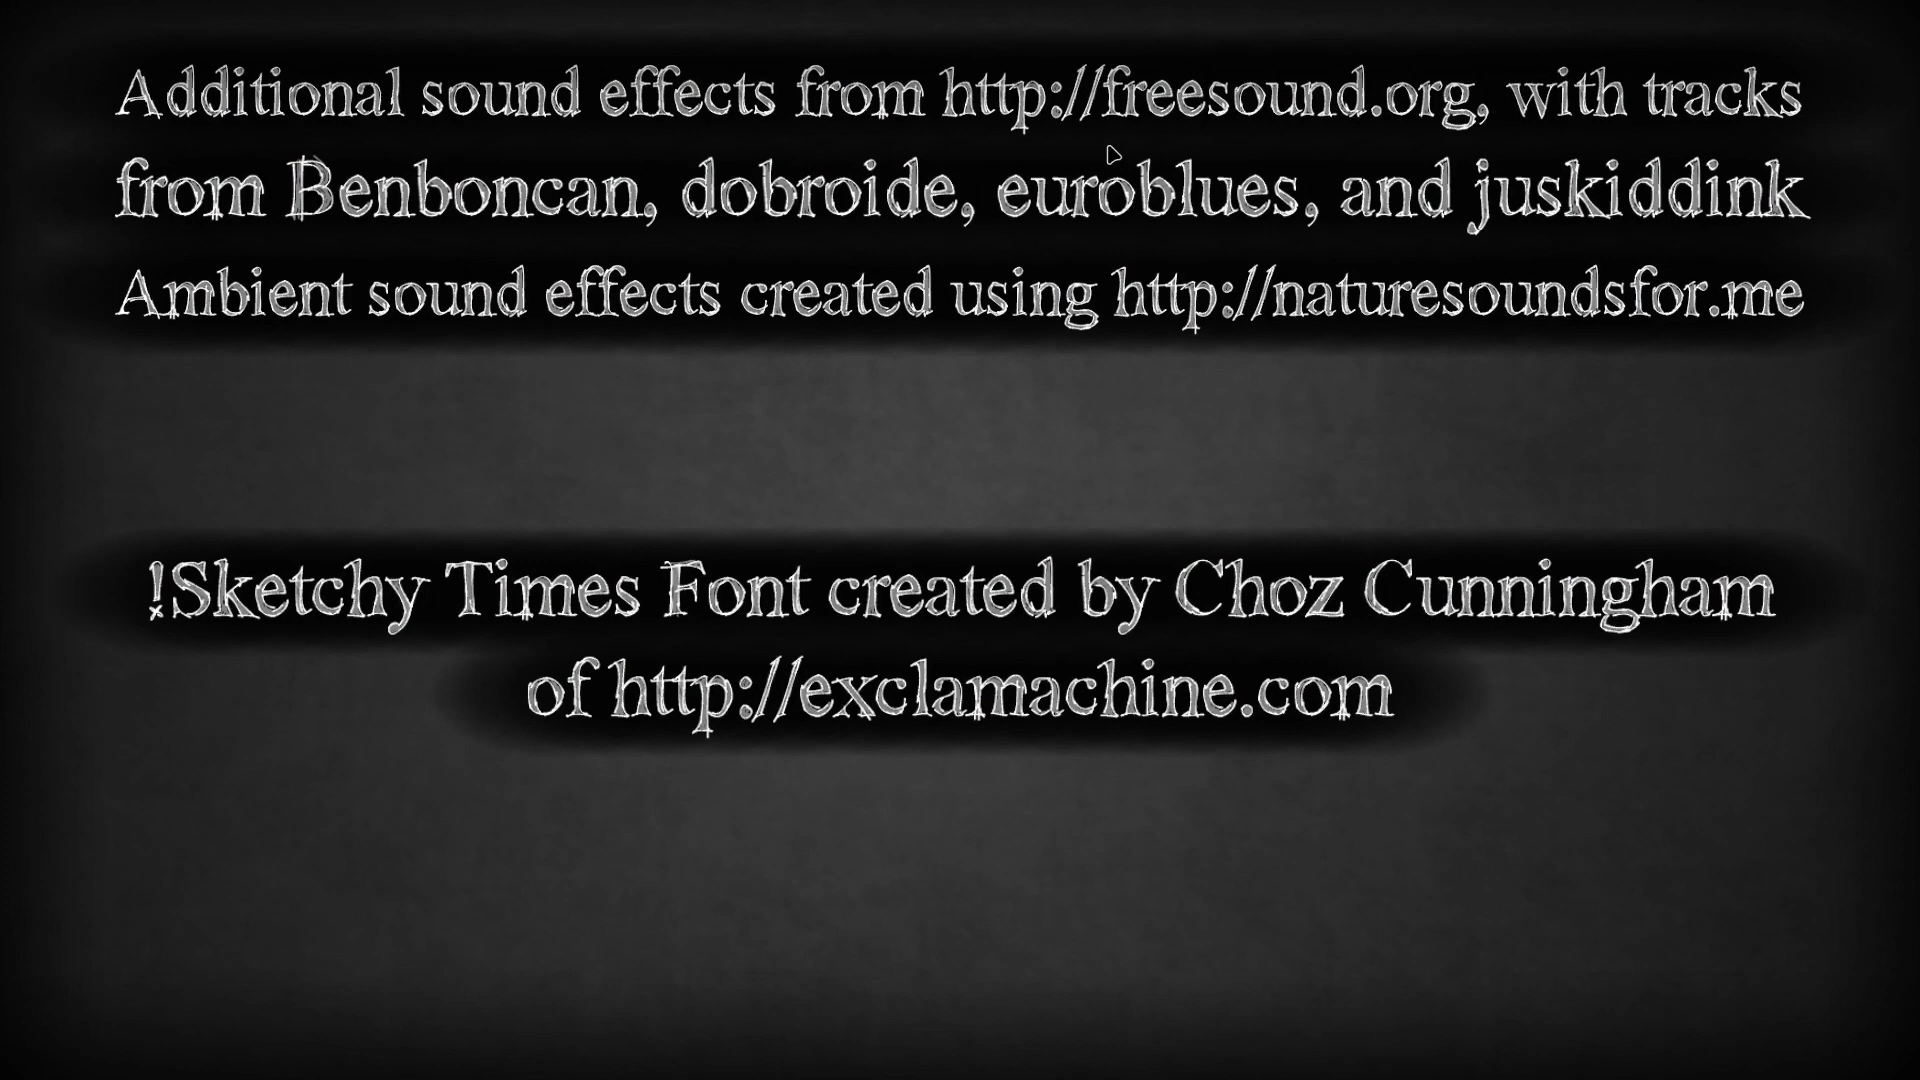 Additional sound effects from http://freesound.org, with tracks
from Benboncan, dobroide, euroblues, and juskiddink
Ambient sound effects created using http://naturesoundsfor.me
!Sketchy Times Font created by Choz Cunningham
of http://exclamachine.com